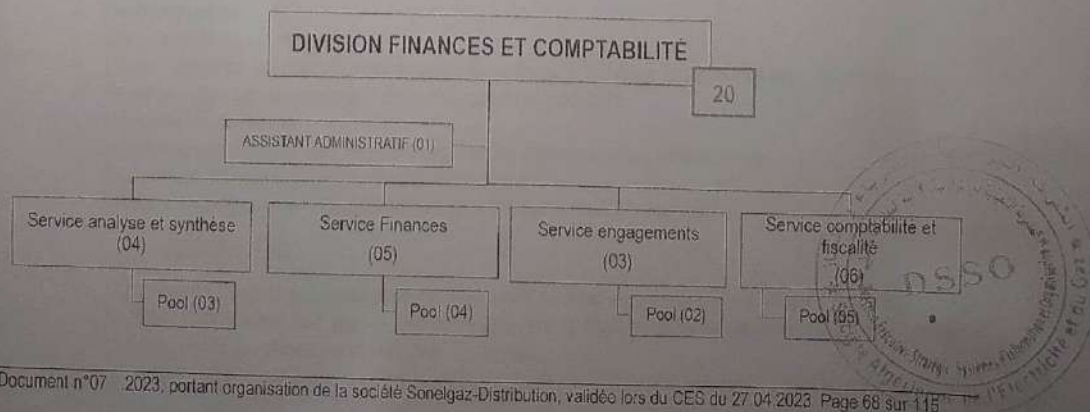 DIVISION FINANCES ET COMPTABILITÉ
20
ASSISTANT ADMINISTRATIF (01)
Service analyse et synthèse
(04)
Pool (03)
Service Finances
(05)
Pool (04)
Service engagements
(03)
Pool (02)
Service comptabilité et
fiscalité
(06)
Pool (05)
DSSO
Document n°07 2023, portant organisation de la société Sonelgaz-Distribution, validée lors du CES du 27 04 2023 Page 68 sur 115